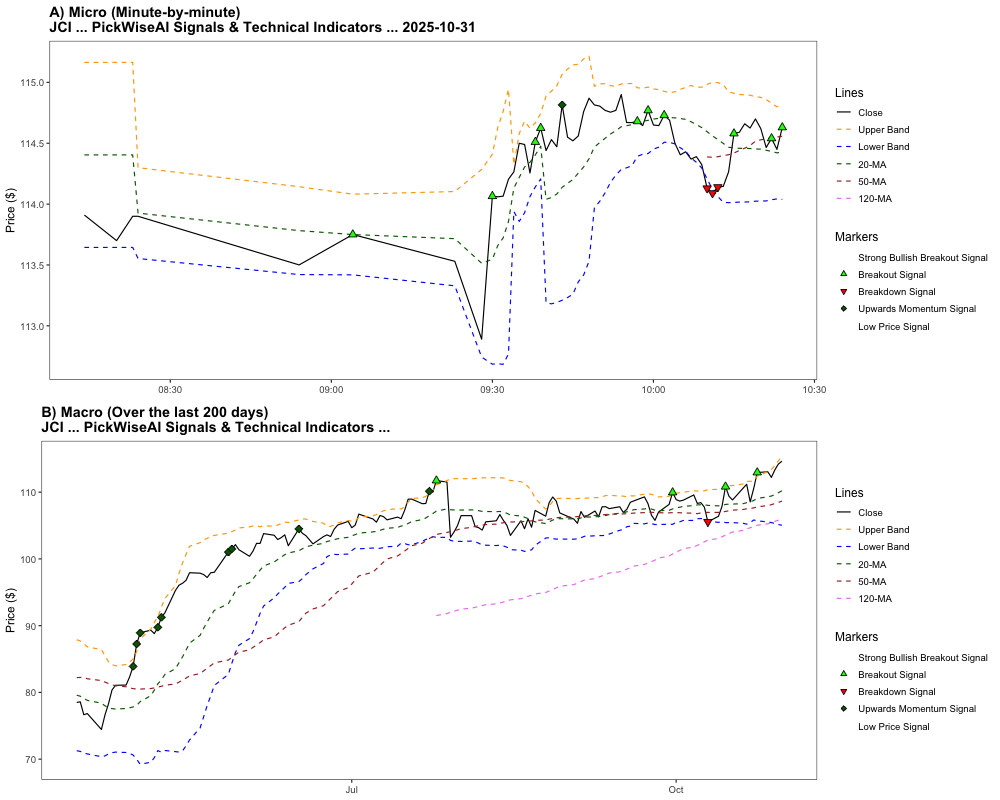 A) Micro (Minute-by-minute)
JCI ... PickWiseAI Signals & Technical Indicators ... 2025-10-31
Price ($)
115.0
114.5
114.0
113.5
113.0
08:30
09:00
09:30
10:00
10:30
Lines
Close
Upper Band
Lower Band
20-MA
50-MA
120-MA
Markers
Strong Bullish Breakout Signal
Breakout Signal
Breakdown Signal
Upwards Momentum Signal
Low Price Signal
B) Macro (Over the last 200 days)
JCI ... PickWiseAI Signals & Technical Indicators ...
Price ($)
110
100
90
80
70
Jul
Oct
Lines
Close
Upper Band
Lower Band
20-MA
50-MA
120-MA
Markers
Strong Bullish Breakout Signal
Breakout Signal
Breakdown Signal
Upwards Momentum Signal
Low Price Signal